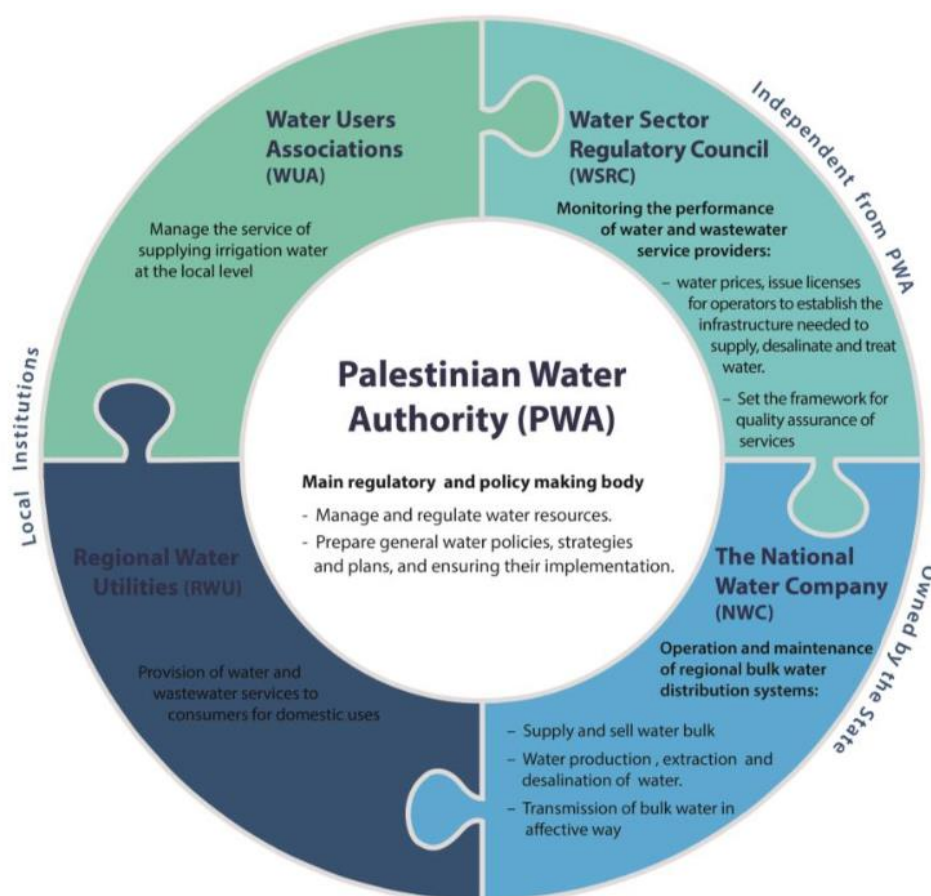 Water Users
Associations
(WUA)
Manage the service of
supplying irrigation water
at the local level
Water Sector
Regulatory Council
(WSRC)
Monitoring the performance
of water and wastewater
service providers:
– water prices, issue licenses
for operators to establish the
infrastructure needed to
supply, desalinate and treat
water.
– Set the framework for
quality assurance of
services
Independent from PWA
Local Institutions
Palestinian Water
Authority (PWA)
Main regulatory and policy making body
- Manage and regulate water resources.
- Prepare general water policies, strategies
and plans, and ensuring their implementation.
Regional Water
Utilities (RWU)
Provision of water and
wastewater services to
consumers for domestic uses
The National
Water Company
(NWC)
Operation and maintenance
of regional bulk water
distribution systems:
– Supply and sell water bulk
– Water production , extraction and
desalination of water.
– Transmission of bulk water in
affective way
Owned by the State